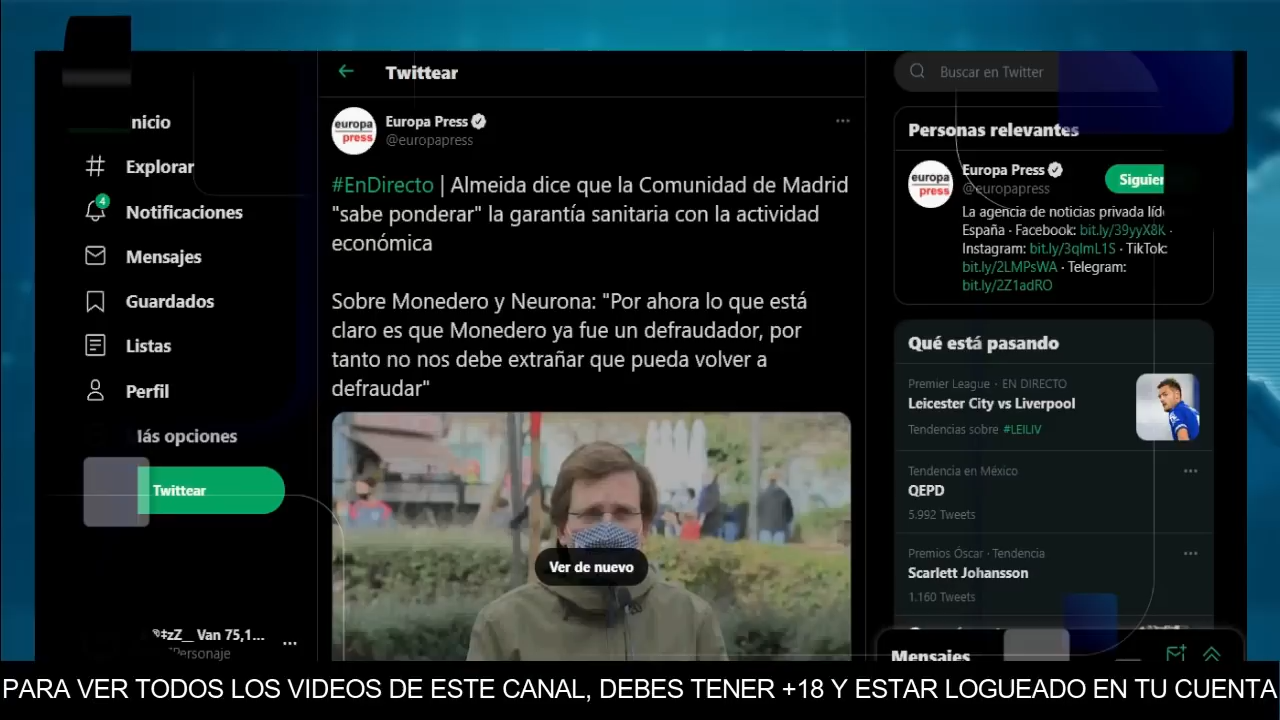 Twittear
Buscar en Twitter
nicio
Explorar
4
Notificaciones
Mensajes
Guardados
Listas
Perfil
lás opciones
Twittear
Van 75,1...
Personaje
europa
press
Europa Press
@europapress
#EnDirecto | Almeida dice que la Comunidad de Madrid
"sabe ponderar" la garantía sanitaria con la actividad
económica
Sobre Monedero y Neurona: "Por ahora lo que está
claro es que Monedero ya fue un defraudador, por
tanto no nos debe extrañar que pueda volver a
defraudar"
Ver de nuevo
Personas relevantes
europa
press
Europa Press
@europapress
Siguier
La agencia de noticias privada líd
España · Facebook: bit.ly/39yyX8K ·
Instagram: bit.ly/3qlmL1S · TikTok:
bit.ly/2LMPsWA · Telegram:
bit.ly/2Z1adRO
Qué está pasando
Premier League · EN DIRECTO
Leicester City vs Liverpool
Tendencias sobre #LEILIV
Tendencia en México
QEPD
5.992 Tweets
Premios Óscar · Tendencia
Scarlett Johansson
1.160 Tweets
Mensajes
PARA VER TODOS LOS VIDEOS DE ESTE CANAL, DEBES TENER +18 Y ESTAR LOGUEADO EN TU CUENTA